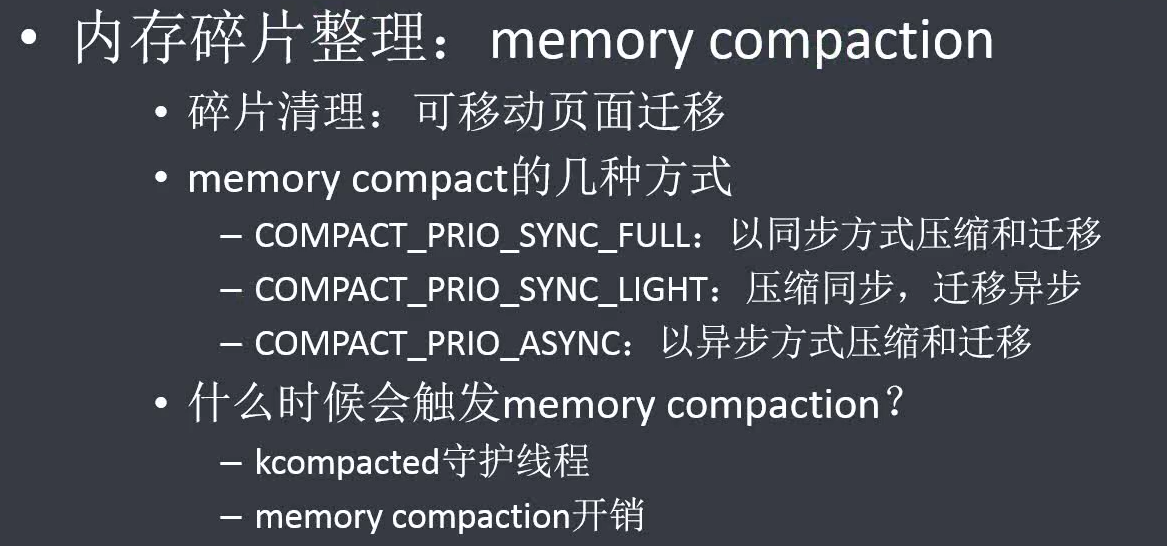 • 内存碎片整理：memory compaction
• 碎片清理：可移动页面迁移
• memory compact的几种方式
– COMPACT_PRIO_SYNC_FULL：以同步方式压缩和迁移
– COMPACT_PRIO_SYNC_LIGHT：压缩同步，迁移异步
– COMPACT_PRIO_ASYNC：以异步方式压缩和迁移
• 什么时候会触发memory compaction？
– kcompacted守护线程
– memory compaction开销